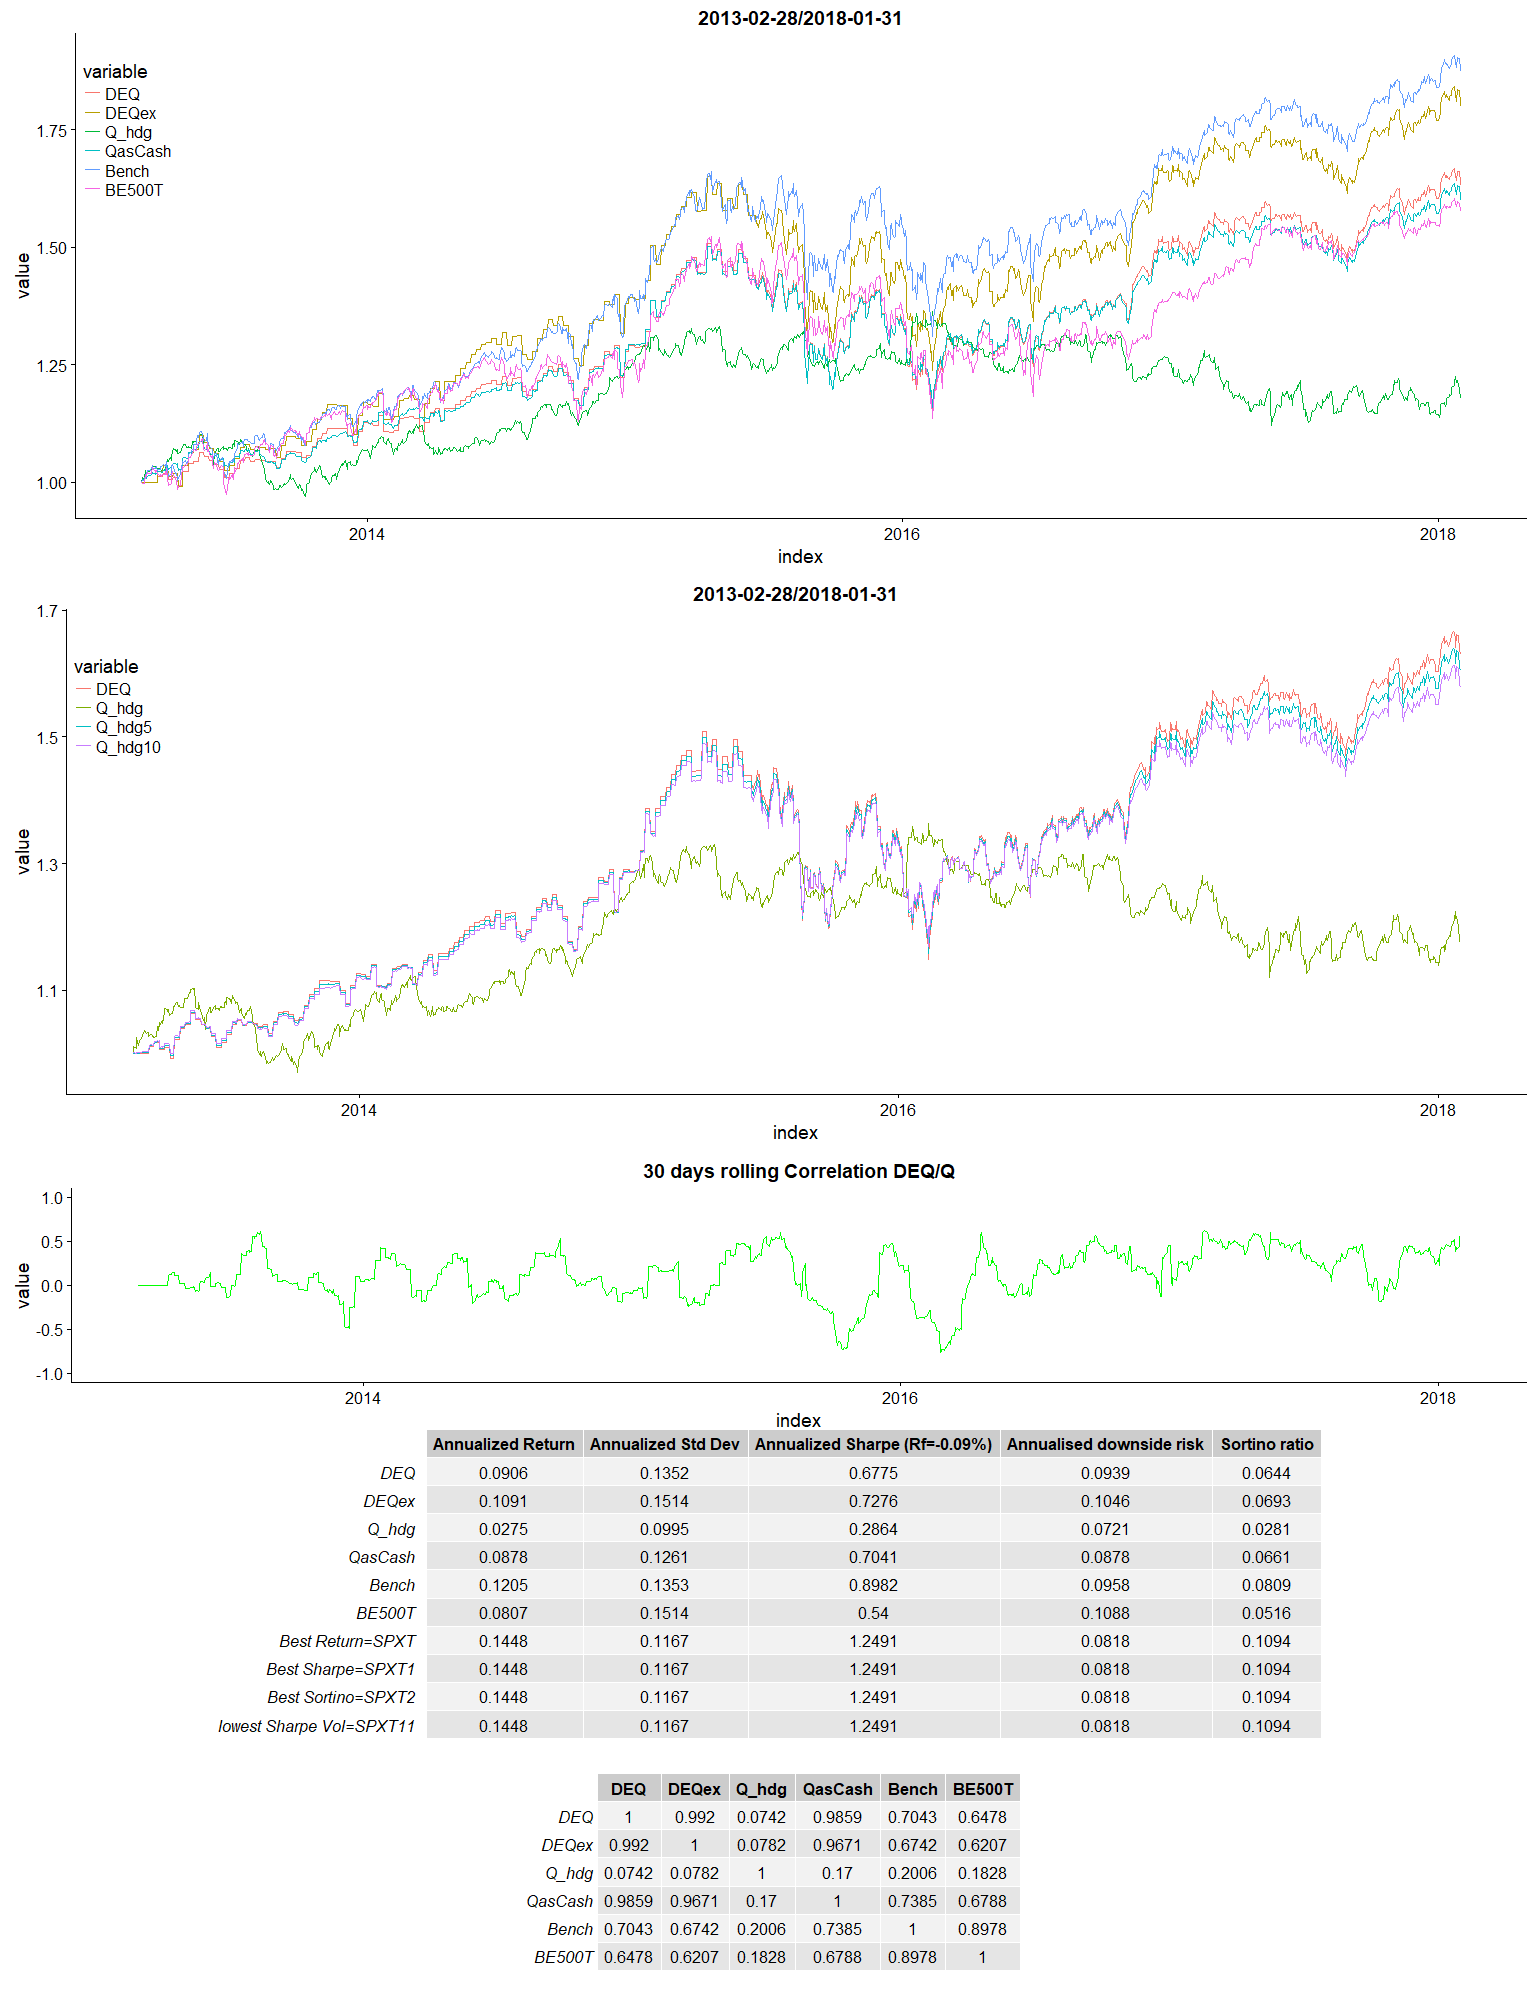 2013-02-28/2018-01-31
variable
DEQ
DEQex
Q_hdg
QasCash
Bench
BE500T
1.75
1.50
1.25
1.00
value
2014 2016 2018
index
2013-02-28/2018-01-31
variable
DEQ
Q_hdg
Q_hdg5
Q_hdg10
1.7
1.5
1.3
1.1
value
2014 2016 2018
index
30 days rolling Correlation DEQ/Q
1.0
0.5
0.0
-0.5
-1.0
value
2014 2016 2018
index
Annualized Return Annualized Std Dev Annualized Sharpe (Rf=-0.09%) Annualised downside risk Sortino ratio
DEQ 0.0906 0.1352 0.6775 0.0939 0.0644
DEQex 0.1091 0.1514 0.7276 0.1046 0.0693
Q_hdg 0.0275 0.0995 0.2864 0.0721 0.0281
QasCash 0.0878 0.1261 0.7041 0.0878 0.0661
Bench 0.1205 0.1353 0.8982 0.0958 0.0809
BE500T 0.0807 0.1514 0.54 0.1088 0.0516
Best Return=SPXT 0.1448 0.1167 1.2491 0.0818 0.1094
Best Sharpe=SPXT1 0.1448 0.1167 1.2491 0.0818 0.1094
Best Sortino=SPXT2 0.1448 0.1167 1.2491 0.0818 0.1094
lowest Sharpe Vol=SPXT11 0.1448 0.1167 1.2491 0.0818 0.1094
DEQ DEQex Q_hdg QasCash Bench BE500T
DEQ 1 0.992 0.0742 0.9859 0.7043 0.6478
DEQex 0.992 1 0.0782 0.9671 0.6742 0.6207
Q_hdg 0.0742 0.0782 1 0.17 0.2006 0.1828
QasCash 0.9859 0.9671 0.17 1 0.7385 0.6788
Bench 0.7043 0.6742 0.2006 0.7385 1 0.8978
BE500T 0.6478 0.6207 0.1828 0.6788 0.8978 1